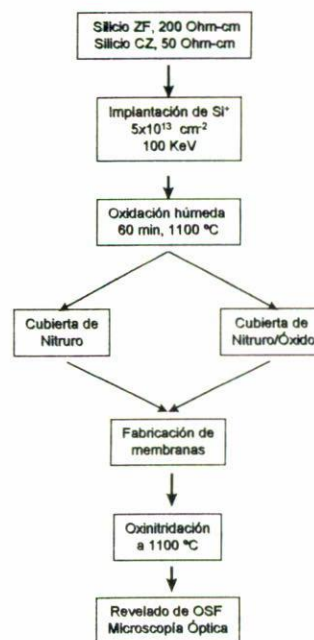 Silicio ZF, 200 Ohm-cm
Silicio CZ, 50 Ohm-cm
Implantación de Si⁺
5x10¹³ cm⁻²
100 KeV
Oxidación húmeda
60 min, 1100 ºC
Cubierta de
Nitruro
Cubierta de
Nitruro/Óxido
Fabricación de
membranas
Oxinitridación
a 1100 ºC
Revelado de OSF
Microscopía Óptica